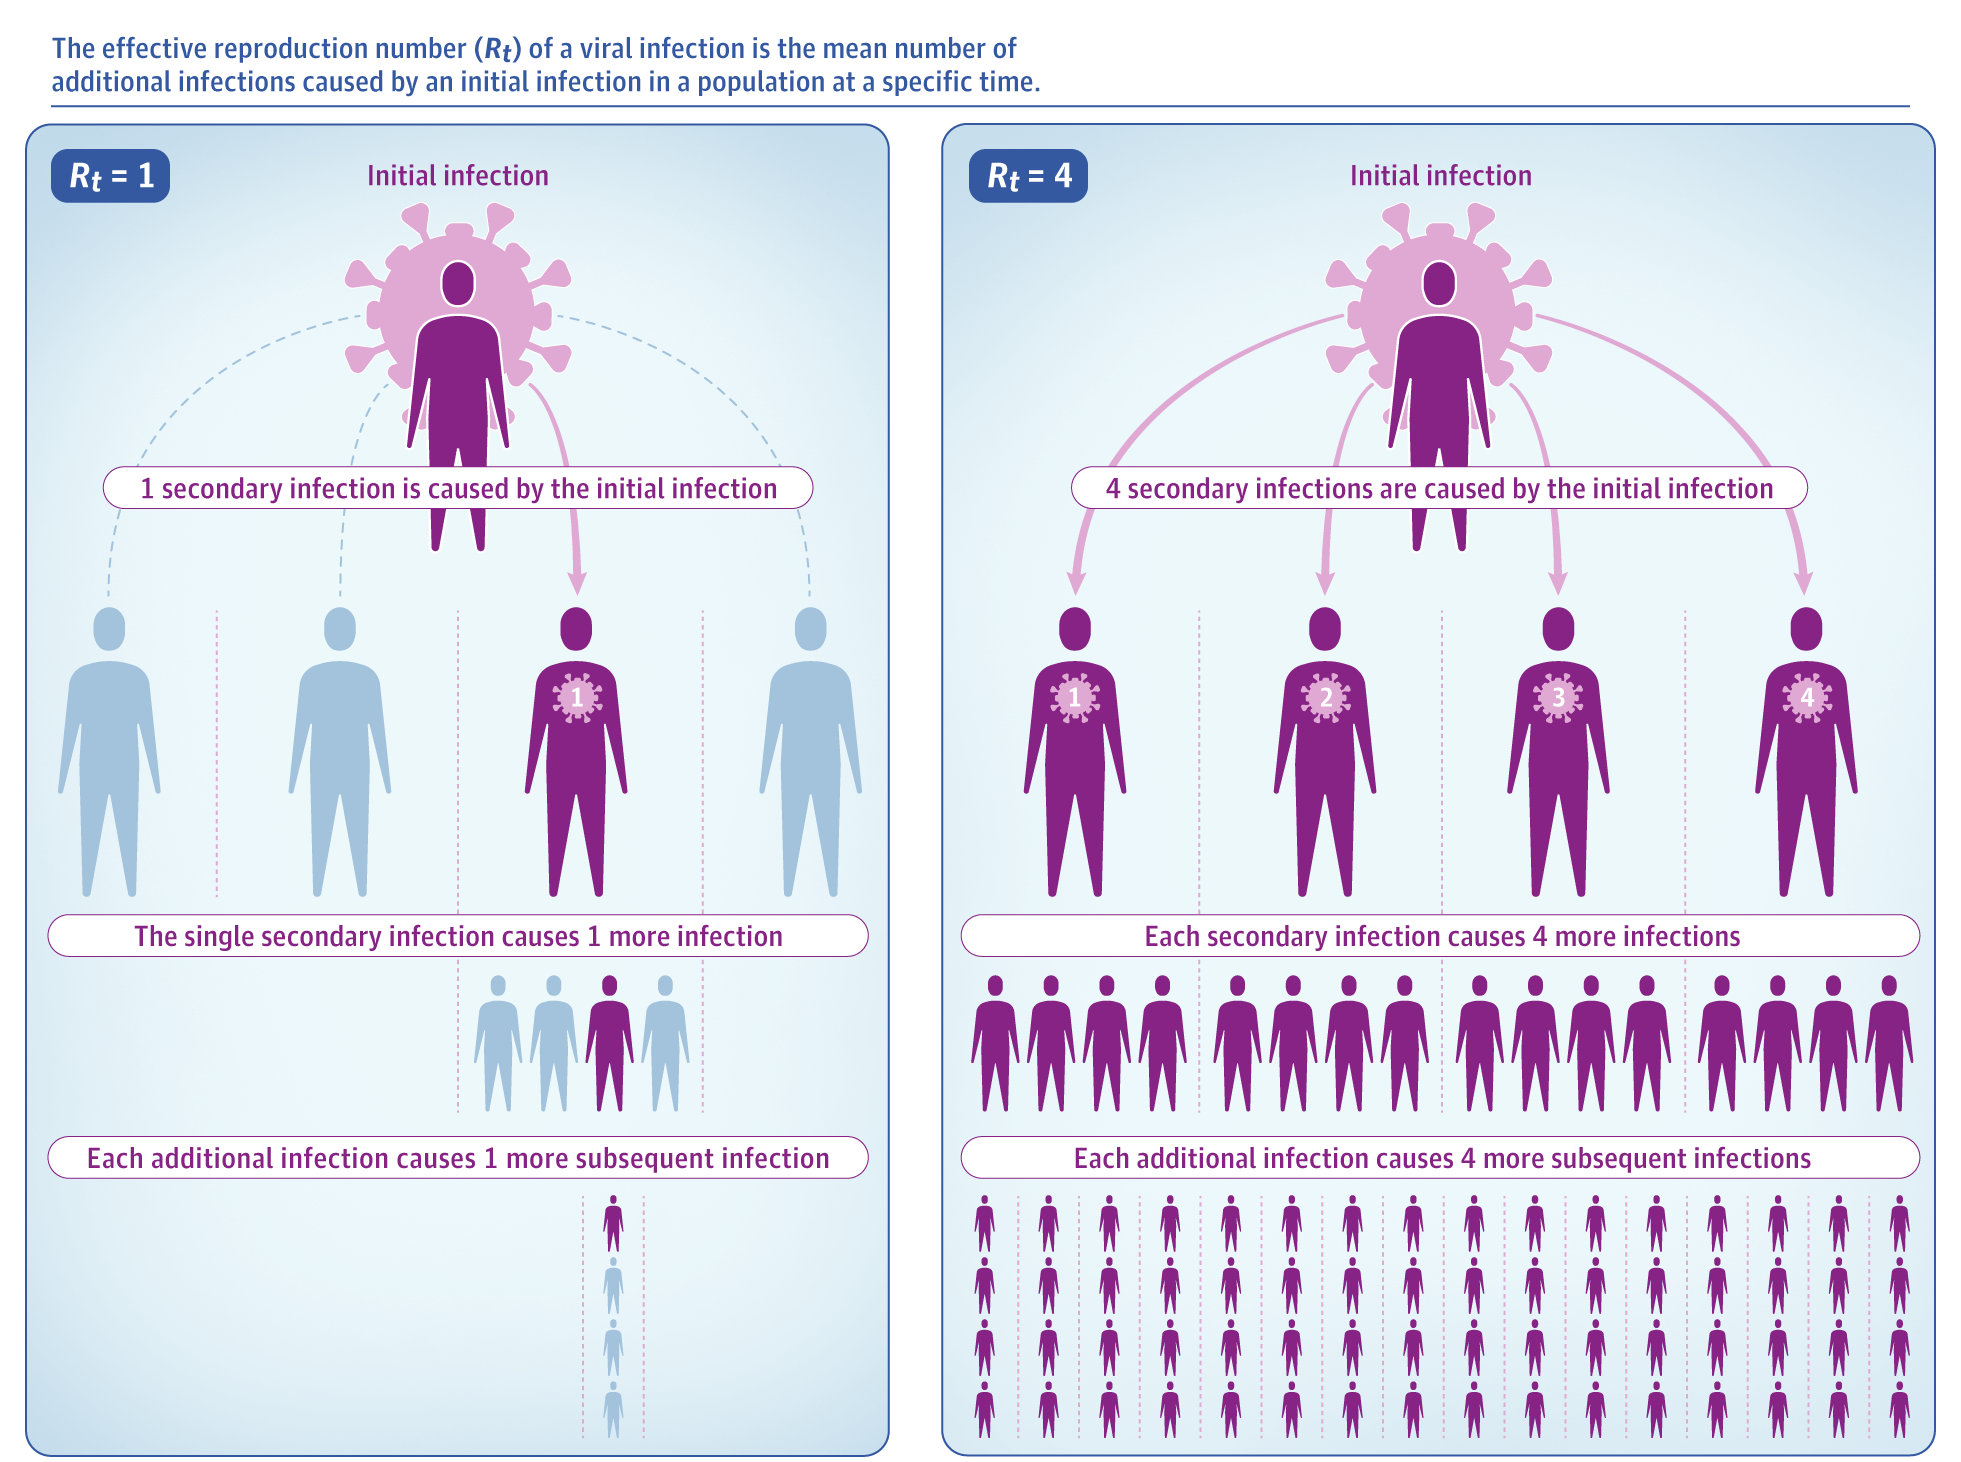 The effective reproduction number (Rt) of a viral infection is the mean number of
additional infections caused by an initial infection in a population at a specific time.
Rt = 1
Initial infection
1 secondary infection is caused by the initial infection
1
The single secondary infection causes 1 more infection
Each additional infection causes 1 more subsequent infection
Rt = 4
Initial infection
4 secondary infections are caused by the initial infection
1 2 3 4
Each secondary infection causes 4 more infections
Each additional infection causes 4 more subsequent infections